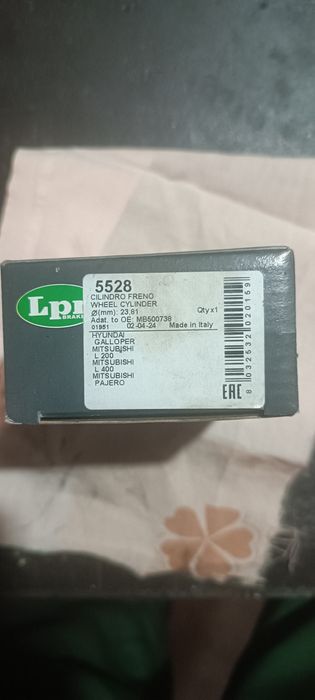 Lpr
BRAKES
5528
CILINDRO FRENO
WHEEL CYLINDER
Ø(mm): 23,81 Qty x1
Adat. to OE: MB500738
01951 02-04-24 Made in Italy
HYUNDAI
GALLOPER
MITSUBISHI
L 200
MITSUBISHI
L 400
MITSUBISHI
PAJERO
EAC
8 032532 020159